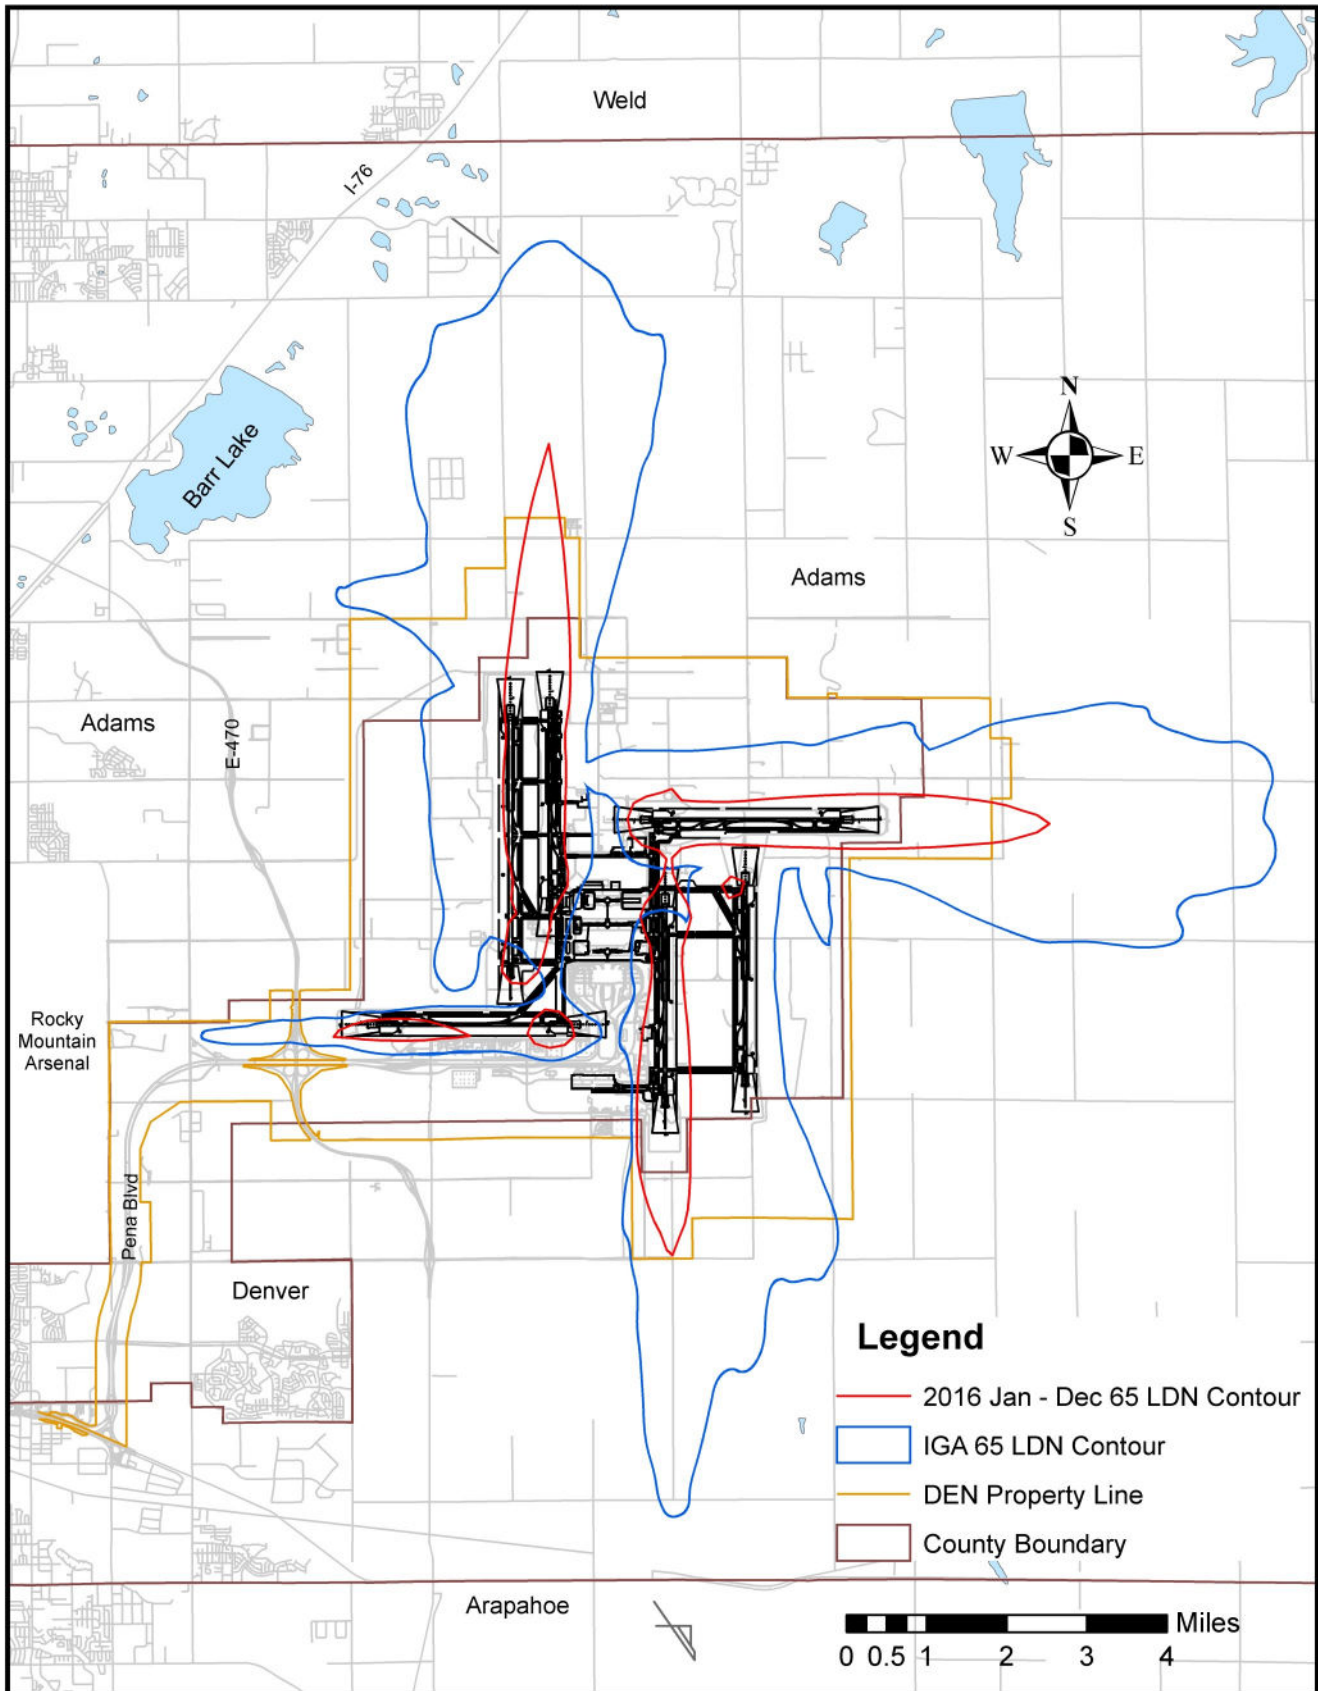 Weld
I-76
N
W
E
S
Barr Lake
Adams
Adams
E-470
Rocky
Mountain
Arsenal
Pena Blvd
Denver
Legend
2016 Jan - Dec 65 LDN Contour
IGA 65 LDN Contour
DEN Property Line
County Boundary
Arapahoe
Miles
0 0.5 1 2 3 4